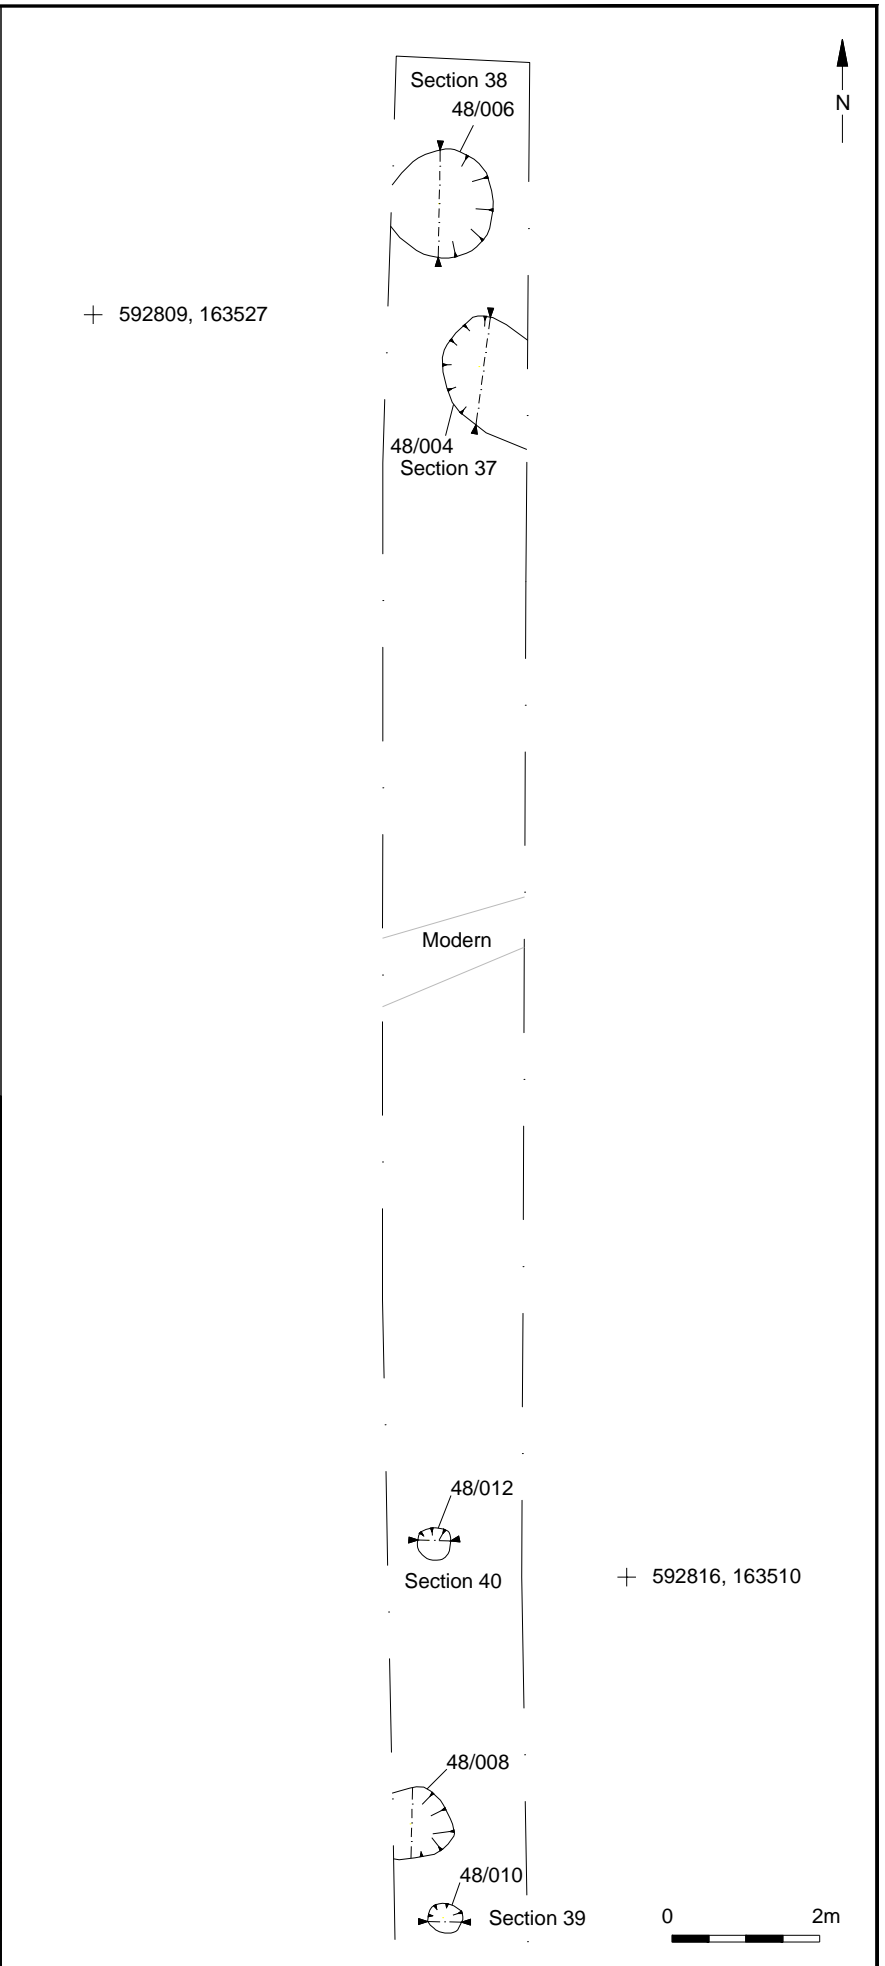 Section 38
48/006
N
592809, 163527
48/004
Section 37
Modern
48/012
Section 40
592816, 163510
48/008
48/010
Section 39
0 2m